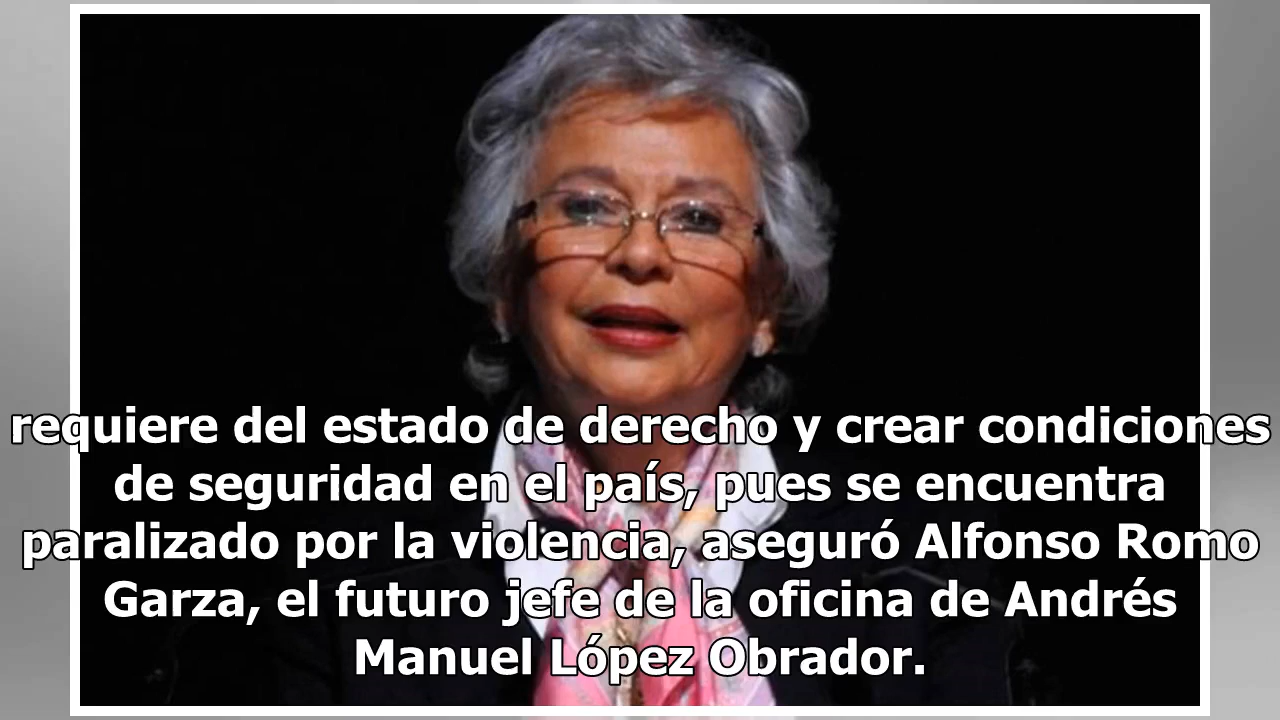 requiere del estado de derecho y crear condiciones
de seguridad en el país, pues se encuentra
paralizado por la violencia, aseguró Alfonso Romo
Garza, el futuro jefe de la oficina de Andrés
Manuel López Obrador.